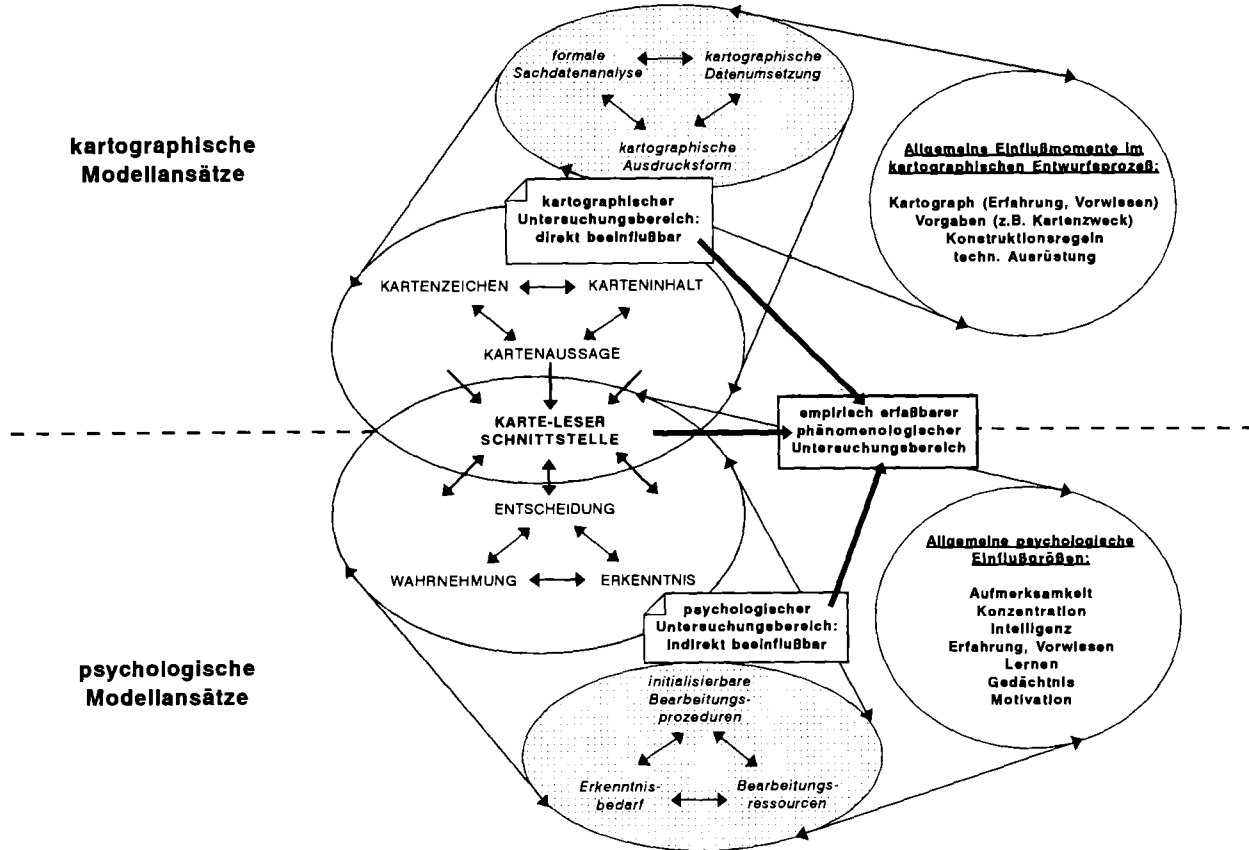 kartographische
Modellansätze
formale
Sachdatenanalyse
kartographische
Datenumsetzung
kartographische
Ausdrucksform
Allgemeine Einflußmomente im
kartographischen Entwurfsprozeß:
Kartograph (Erfahrung, Vorwissen)
Vorgaben (z.B. Kartenzweck)
Konstruktionsregeln
techn. Ausrüstung
kartographischer
Untersuchungsbereich:
direkt beeinflußbar
KARTENZEICHEN
KARTENINHALT
KARTENAUSSAGE
KARTE-LESER
SCHNITTSTELLE
empirisch erfaßbarer
phänomenologischer
Untersuchungsbereich
ENTSCHEIDUNG
WAHRNEHMUNG
ERKENNTNIS
Allgemeine psychologische
Einflußgrößen:
Aufmerksamkeit
Konzentration
Intelligenz
Erfahrung, Vorwissen
Lernen
Gedächtnis
Motivation
psychologischer
Untersuchungsbereich:
indirekt beeinflußbar
psychologische
Modellansätze
initialisierbare
Bearbeitungs-
prozeduren
Erkenntnis-
bedarf
Bearbeitungs-
ressourcen